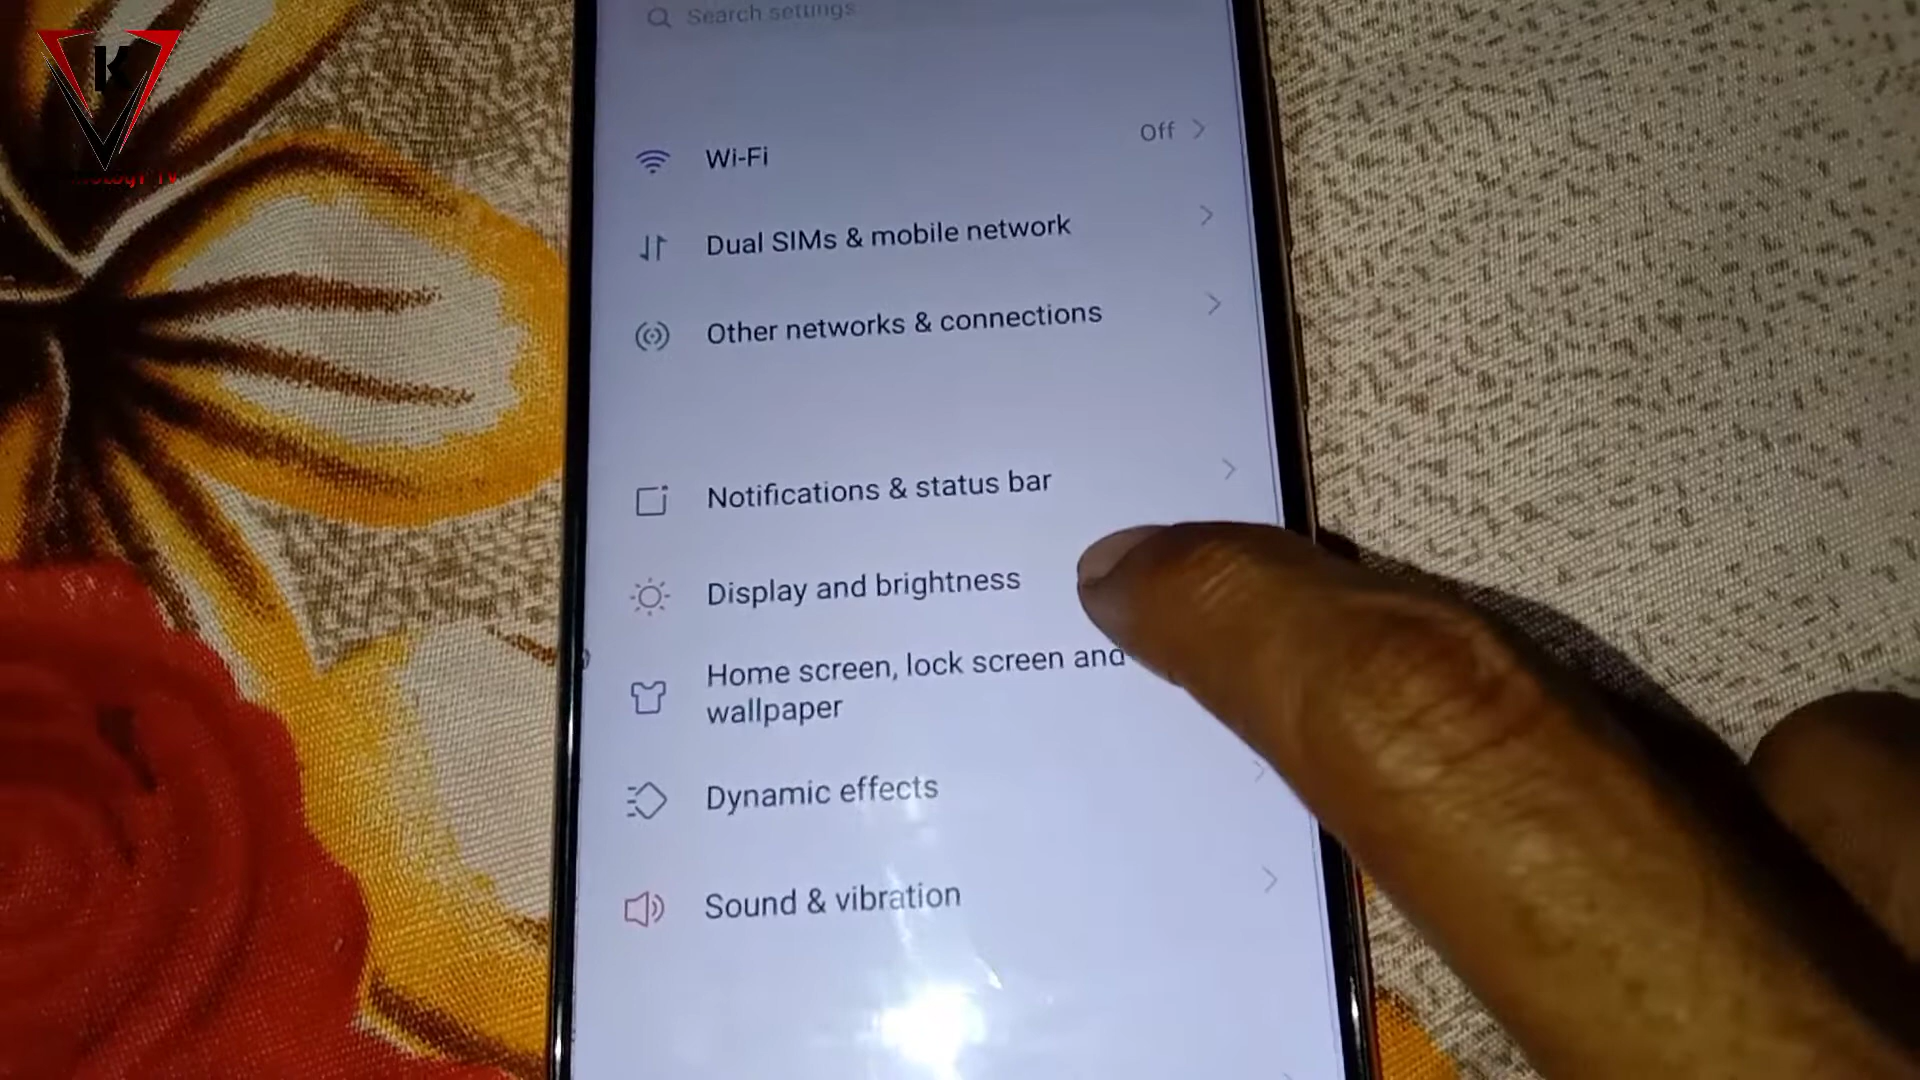 Search settings
K
Wi-Fi
Off
Dual SIMs & mobile network
Other networks & connections
Notifications & status bar
Display and brightness
Home screen, lock screen and
wallpaper
Dynamic effects
Sound & vibration